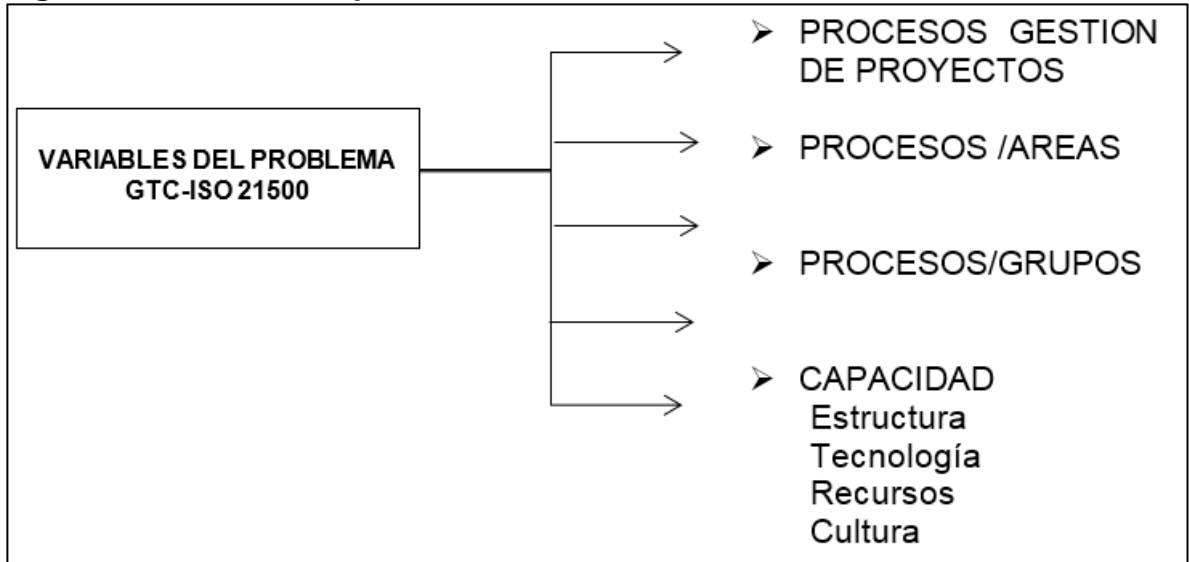 VARIABLES DEL PROBLEMA
GTC-ISO 21500
PROCESOS GESTION
DE PROYECTOS
PROCESOS /AREAS
PROCESOS/GRUPOS
CAPACIDAD
Estructura
Tecnología
Recursos
Cultura